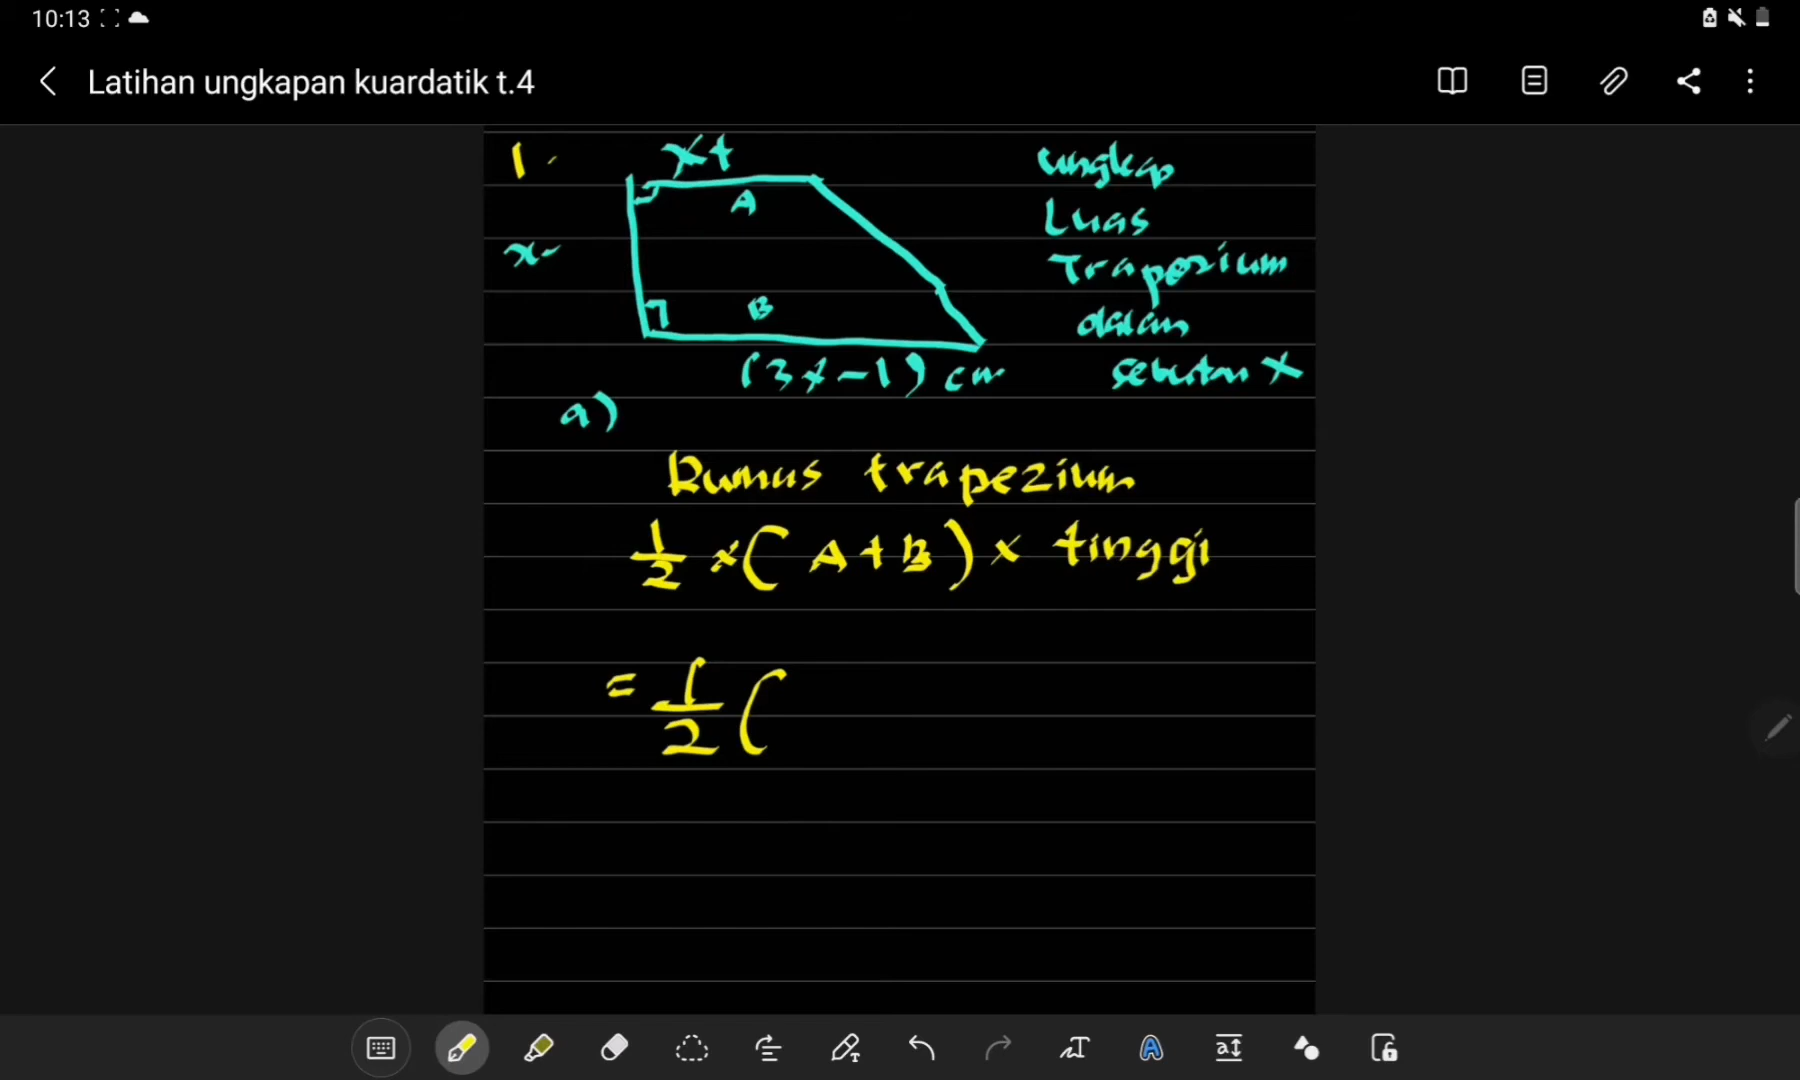 10:13
Latihan ungkapan kuardatik t.4
1.
x+
ungkap
A
Luas
x-
Trapezium
B
dalam
(3x-1) cm
sebutan x
a)
Rumus trapezium
1/2 x (A+B) x tinggi
= 1/2 (